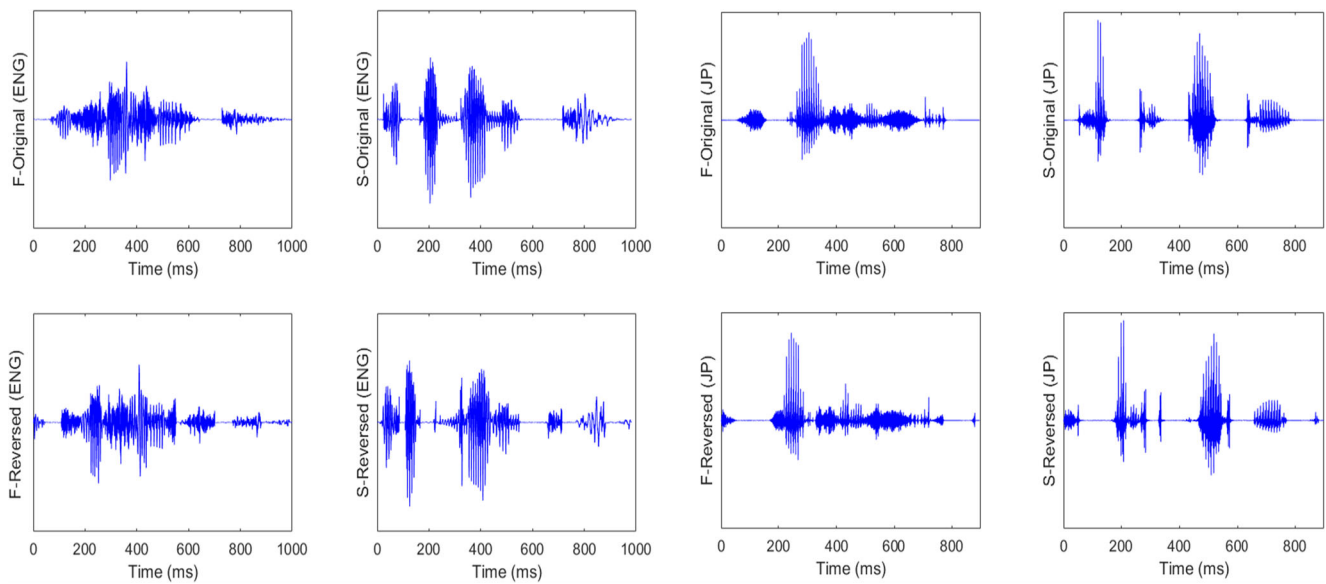 F-Original (ENG)
0 200 400 600 800 1000
Time (ms)
S-Original (ENG)
0 200 400 600 800 1000
Time (ms)
F-Original (JP)
0 200 400 600 800
Time (ms)
S-Original (JP)
0 200 400 600 800
Time (ms)
F-Reversed (ENG)
0 200 400 600 800 1000
Time (ms)
S-Reversed (ENG)
0 200 400 600 800 1000
Time (ms)
F-Reversed (JP)
0 200 400 600 800
Time (ms)
S-Reversed (JP)
0 200 400 600 800
Time (ms)